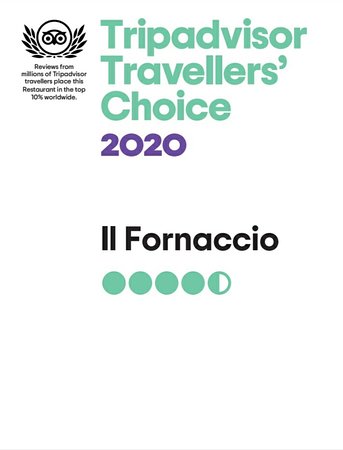 Reviews from
millions of Tripadvisor
travellers place this
Restaurant in the top
10% worldwide.
Tripadvisor
Travellers’
Choice
2020
Il Fornaccio